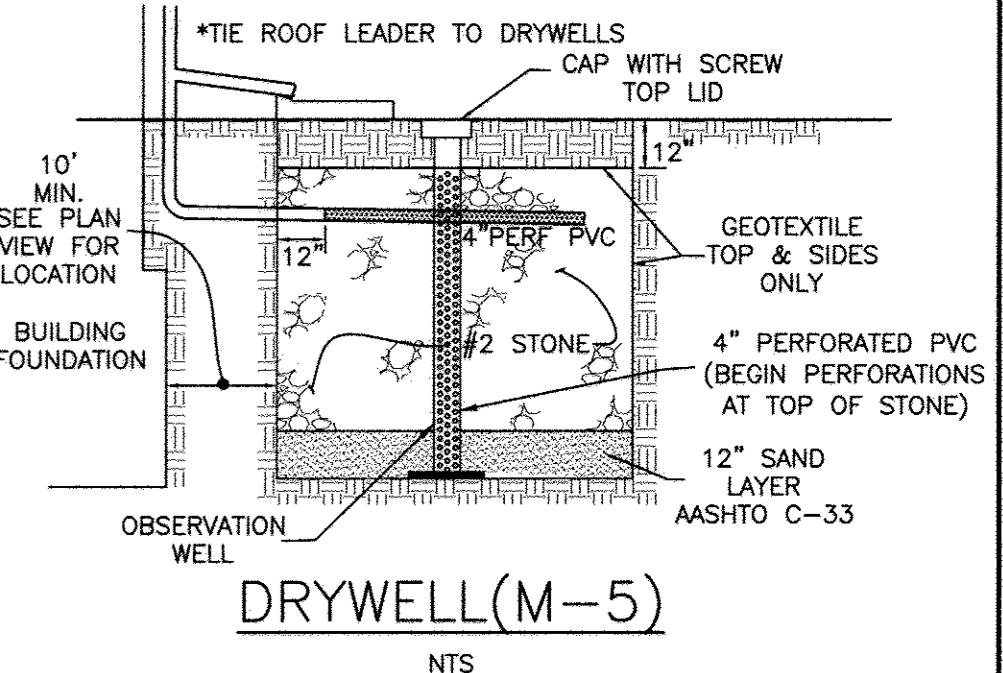 *TIE ROOF LEADER TO DRYWELLS
CAP WITH SCREW
TOP LID
12"
10'
MIN.
SEE PLAN
VIEW FOR
LOCATION
BUILDING
FOUNDATION
12"
4"PERF PVC
#2 STONE
GEOTEXTILE
TOP & SIDES
ONLY
4" PERFORATED PVC
(BEGIN PERFORATIONS
AT TOP OF STONE)
12" SAND
LAYER
AASHTO C-33
OBSERVATION
WELL
DRYWELL(M-5)
NTS